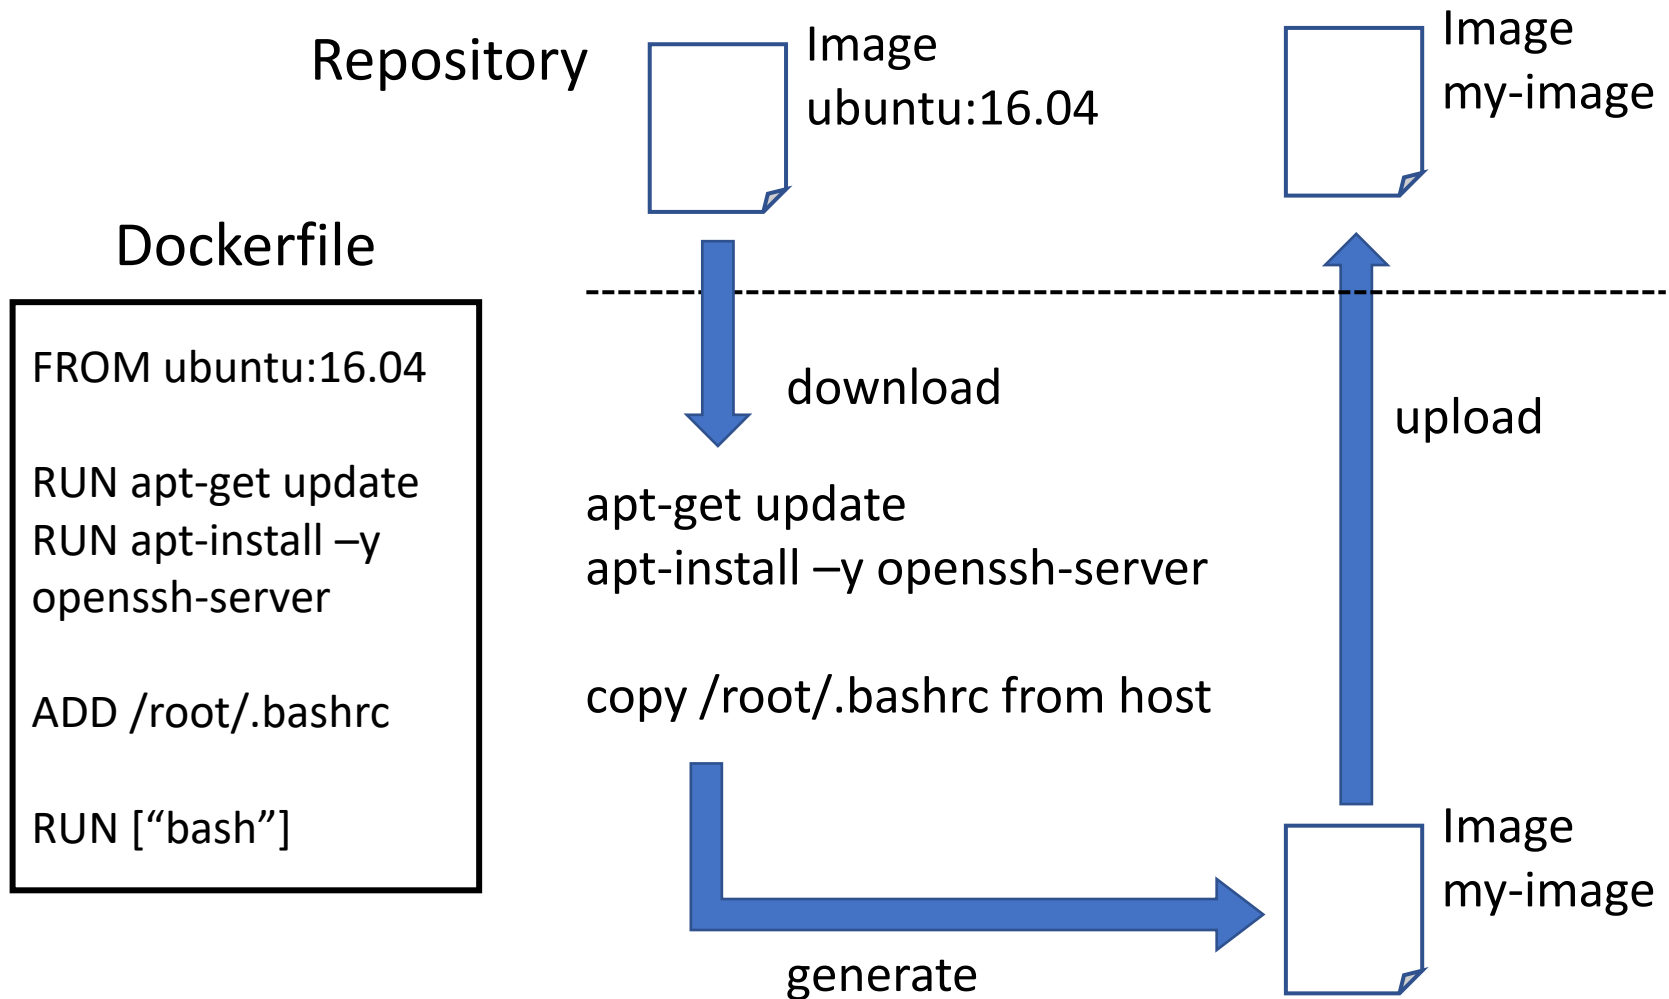 Repository
Image
ubuntu:16.04
Image
my-image
Dockerfile
FROM ubuntu:16.04
RUN apt-get update
RUN apt-install –y
openssh-server
ADD /root/.bashrc
RUN [“bash”]
download
upload
apt-get update
apt-install –y openssh-server
copy /root/.bashrc from host
generate
Image
my-image